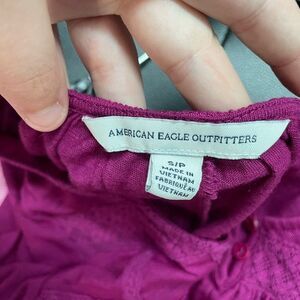 AMERICAN EAGLE OUTFITTERS
S/P
MADE IN
VIETNAM
FABRIQUÉ AU
VIETNAM